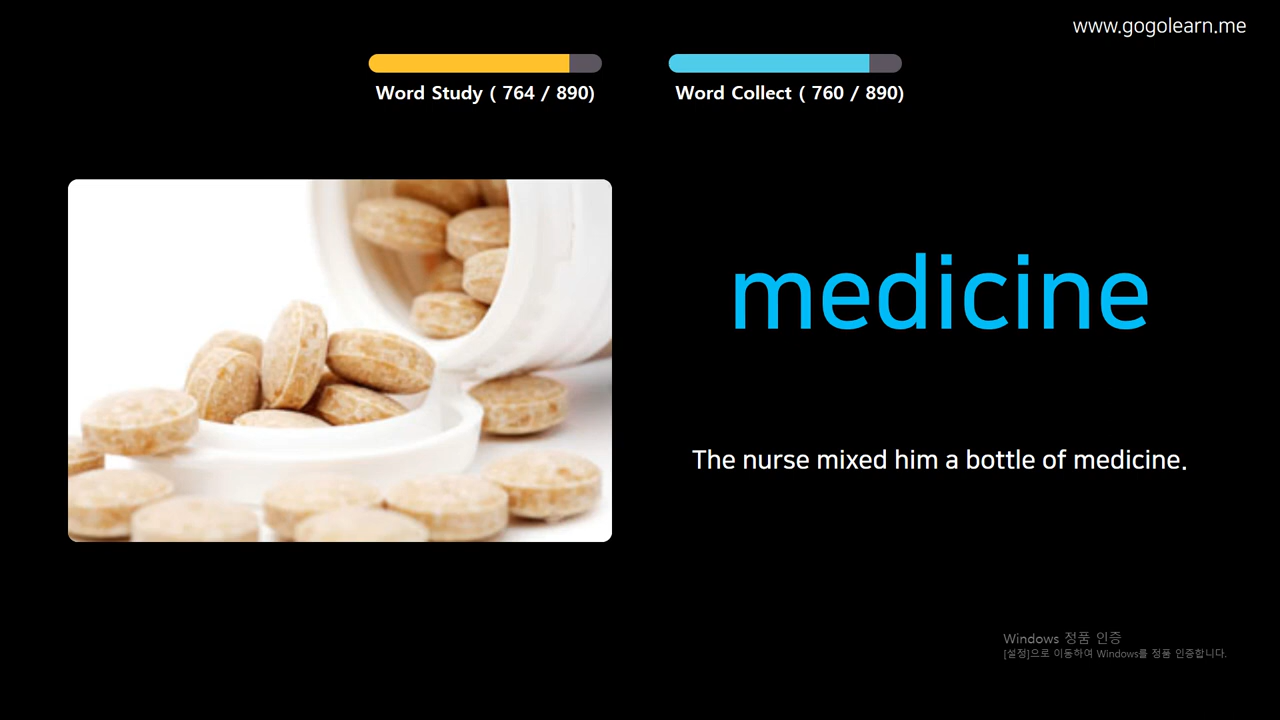 www.gogolearn.me
Word Study ( 764 / 890)
Word Collect ( 760 / 890)
medicine
The nurse mixed him a bottle of medicine.
Windows 정품 인증
[설정]으로 이동하여 Windows를 정품 인증합니다.